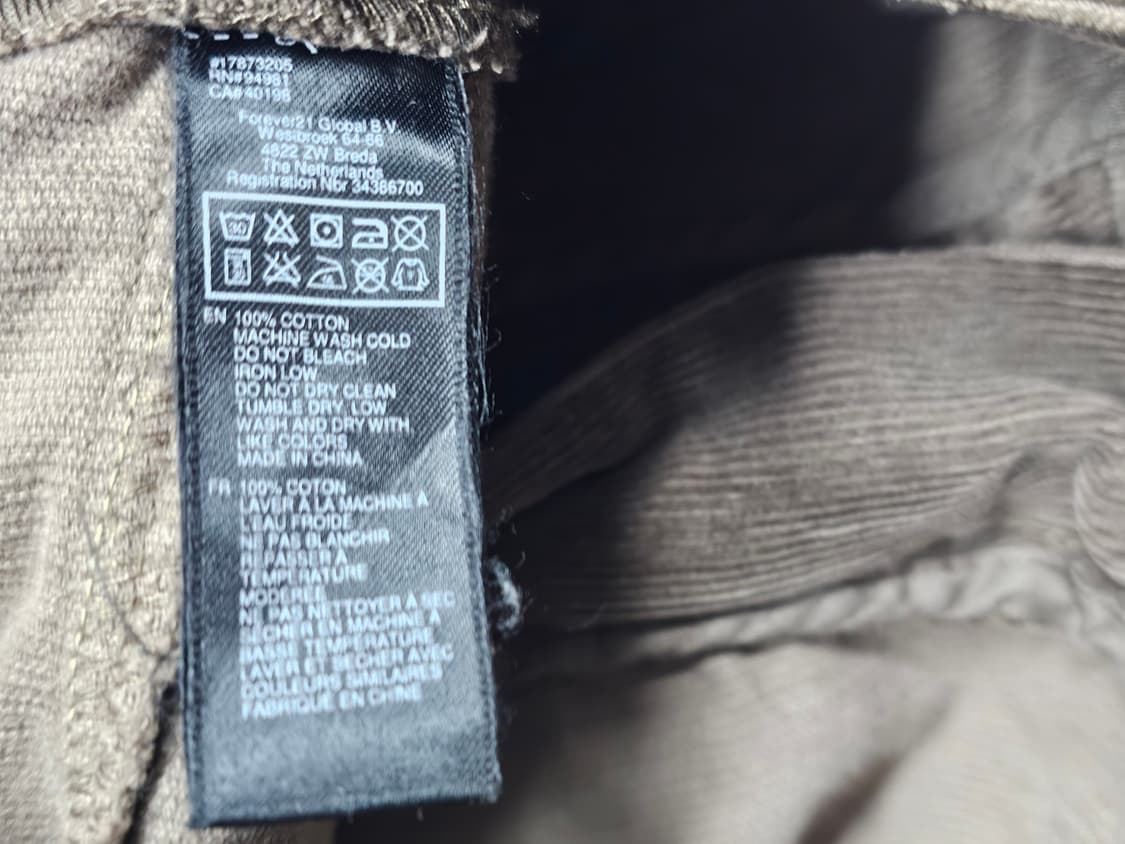 #17873205
RN#94981
CA#40198
Forever21 Global B.V
Westbroek 64-66
4822 ZW Breda
The Netherlands
Registration Nbr 34386700
30
EN 100% COTTON
MACHINE WASH COLD
DO NOT BLEACH
IRON LOW
DO NOT DRY CLEAN
TUMBLE DRY LOW
WASH AND DRY WITH
LIKE COLORS
MADE IN CHINA
FR 100% COTON
LAVER A LA MACHINE A
L'EAU FROIDE
NE PAS BLANCHIR
REPASSER A
TEMPERATURE
MODEREE
NE PAS NETTOYER A SEC
SECHER EN MACHINE A
BASSE TEMPERATURE
LAVER ET SECHER AVEC
COULEURS SIMILAIRES
FABRIQUE EN CHINE